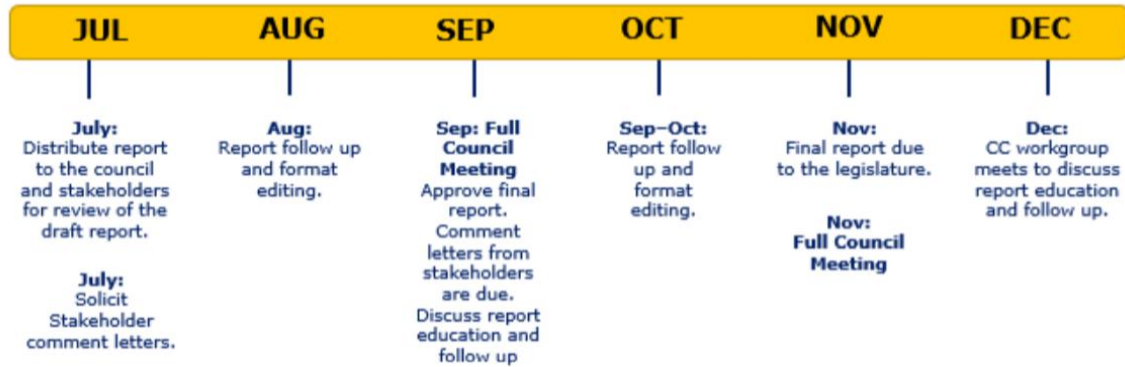 JUL AUG SEP OCT NOV DEC
July:
Distribute report
to the council
and stakeholders
for review of the
draft report.
July:
Solicit
Stakeholder
comment letters.
Aug:
Report follow up
and format
editing.
Sep: Full
Council
Meeting
Approve final
report.
Comment
letters from
stakeholders
are due.
Discuss report
education and
follow up
Sep–Oct:
Report follow
up and
format
editing.
Nov:
Final report due
to the legislature.
Nov:
Full Council
Meeting
Dec:
CC workgroup
meets to discuss
report education
and follow up.